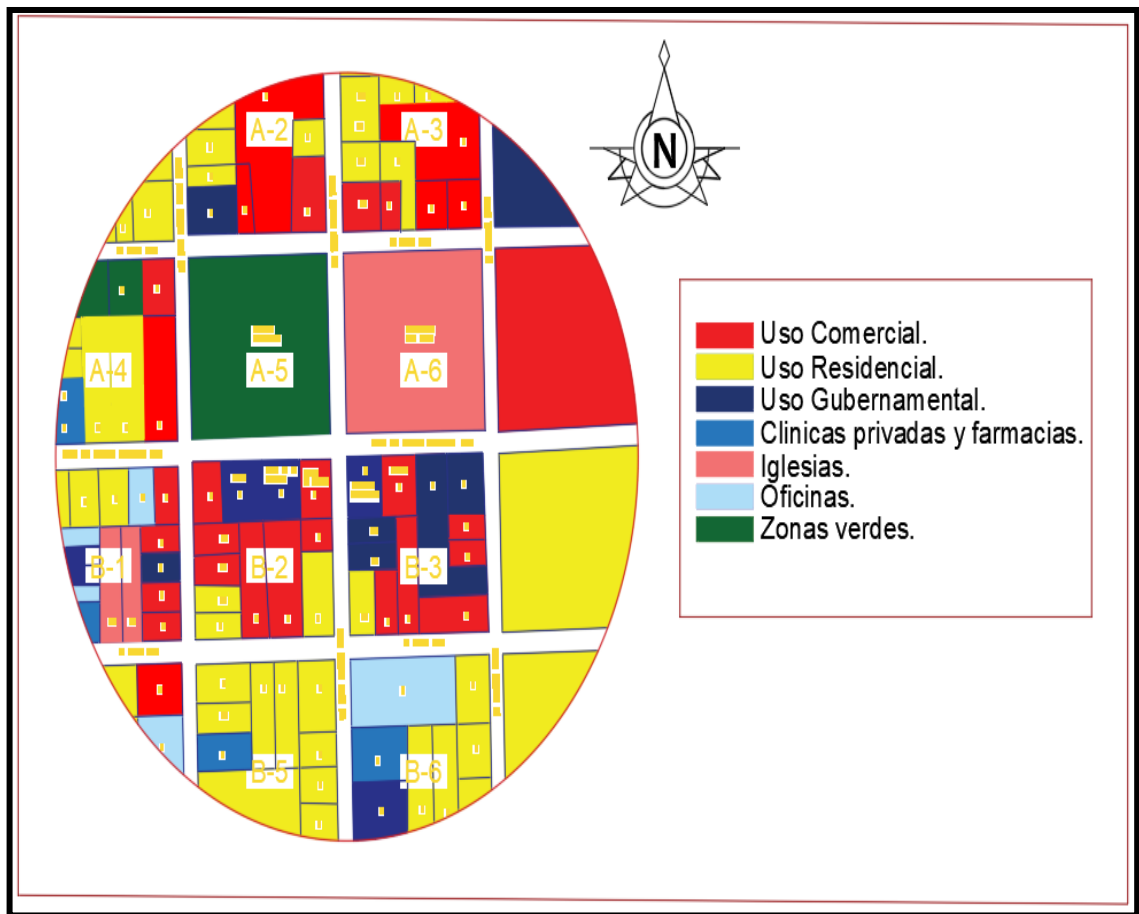 A-2
A-3
N
A-4
A-5
A-6
B-1
B-2
B-3
B-5
B-6
Uso Comercial.
Uso Residencial.
Uso Gubernamental.
Clinicas privadas y farmacias.
Iglesias.
Oficinas.
Zonas verdes.